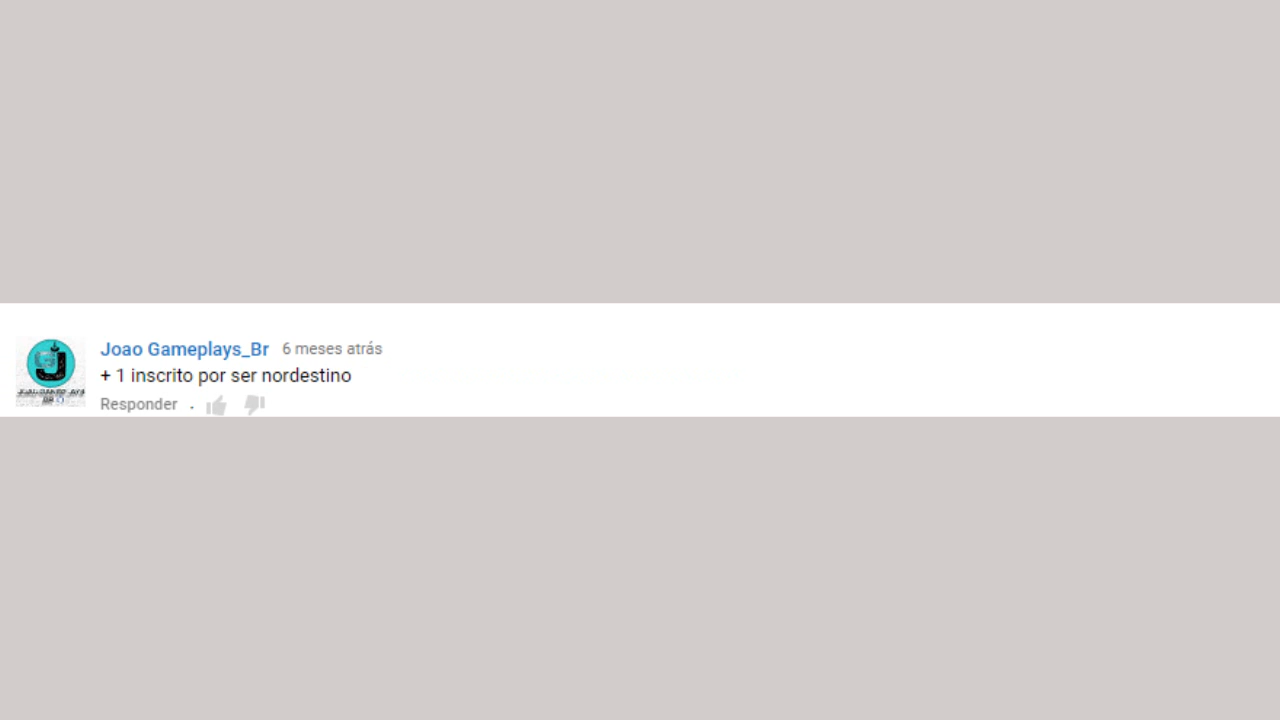 Joao Gameplays_Br 6 meses atrás
+ 1 inscrito por ser nordestino
Responder .